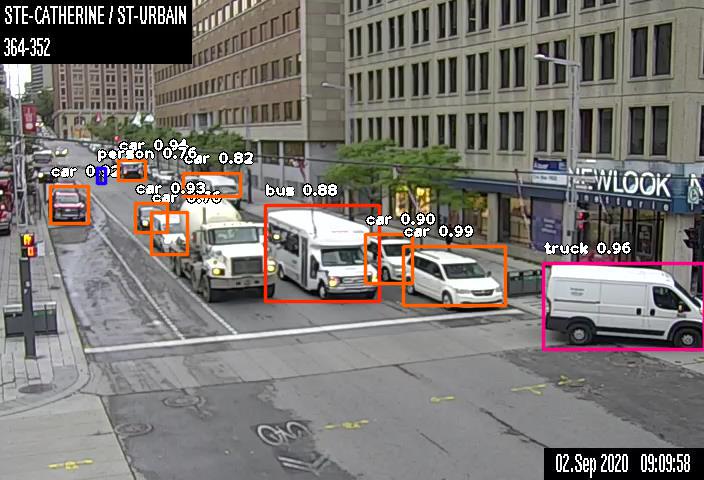 STE-CATHERINE / ST-URBAIN
364-352
car 0.94
person 0.76
car 0.82
car 0.93
bus 0.88
car 0.90
car 0.99
truck 0.96
NEWLOOK
02.Sep 2020 09:09:58